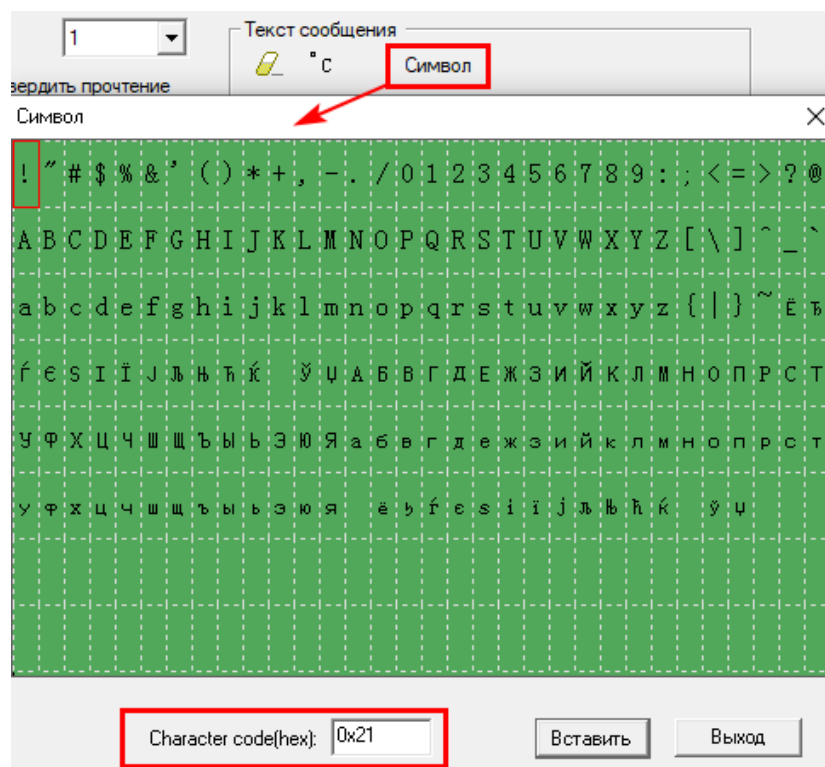 1 Текст сообщения
°C Символ
вердить прочтение
Символ
! " # $ % & ' ( ) * + , - . / 0 1 2 3 4 5 6 7 8 9 : ; < = > ? @
A B C D E F G H I J K L M N O P Q R S T U V W X Y Z [ \ ] ^ _ `
a b c d e f g h i j k l m n o p q r s t u v w x y z { | } ~ Ё Ђ
Ѓ Є Ѕ І Ї Ј Љ Њ Ћ Ќ Ў Џ А Б В Г Д Е Ж З И Й К Л М Н О П Р С Т
У Ф Х Ц Ч Ш Щ Ъ Ы Ь Э Ю Я а б в г д е ж з и й к л м н о п р с т
у ф х ц ч ш щ ъ ы ь э ю я ё ђ ѓ є ѕ і ї ј љ њ ћ ќ ў џ
Character code(hex): 0x21 Вставить Выход